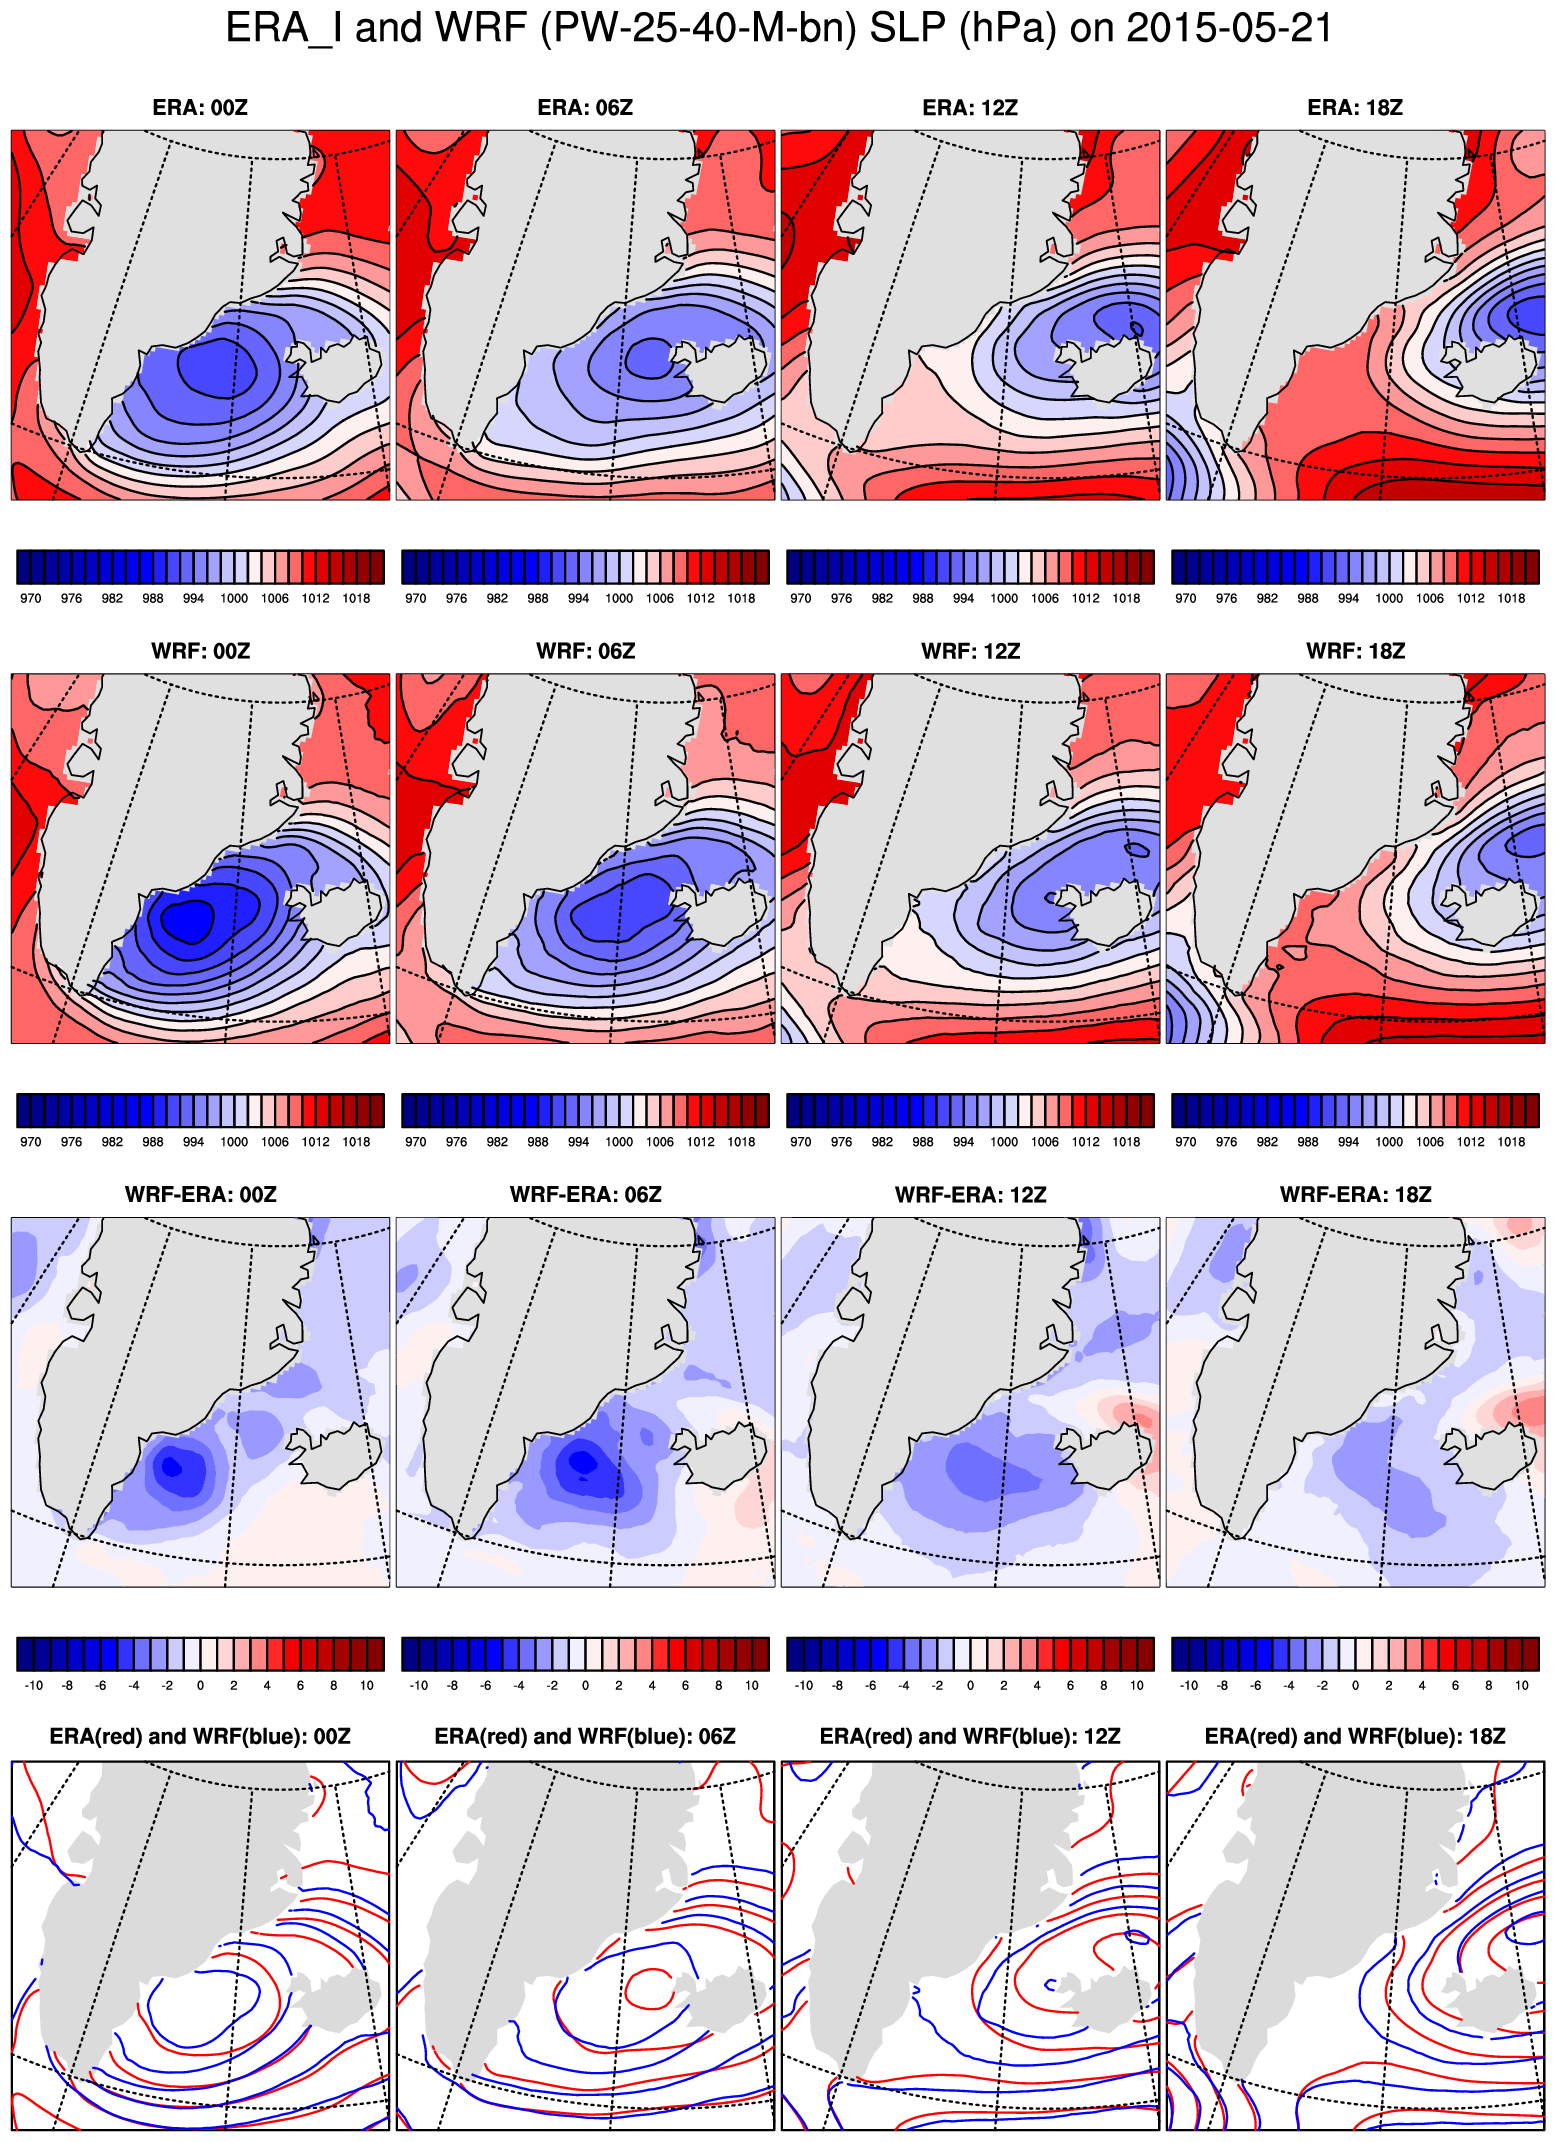 ERA_I and WRF (PW-25-40-M-bn) SLP (hPa) on 2015-05-21
ERA: 00Z ERA: 06Z ERA: 12Z ERA: 18Z
970 976 982 988 994 1000 1006 1012 1018 970 976 982 988 994 1000 1006 1012 1018 970 976 982 988 994 1000 1006 1012 1018 970 976 982 988 994 1000 1006 1012 1018
WRF: 00Z WRF: 06Z WRF: 12Z WRF: 18Z
970 976 982 988 994 1000 1006 1012 1018 970 976 982 988 994 1000 1006 1012 1018 970 976 982 988 994 1000 1006 1012 1018 970 976 982 988 994 1000 1006 1012 1018
WRF-ERA: 00Z WRF-ERA: 06Z WRF-ERA: 12Z WRF-ERA: 18Z
-10 -8 -6 -4 -2 0 2 4 6 8 10 -10 -8 -6 -4 -2 0 2 4 6 8 10 -10 -8 -6 -4 -2 0 2 4 6 8 10 -10 -8 -6 -4 -2 0 2 4 6 8 10
ERA(red) and WRF(blue): 00Z ERA(red) and WRF(blue): 06Z ERA(red) and WRF(blue): 12Z ERA(red) and WRF(blue): 18Z